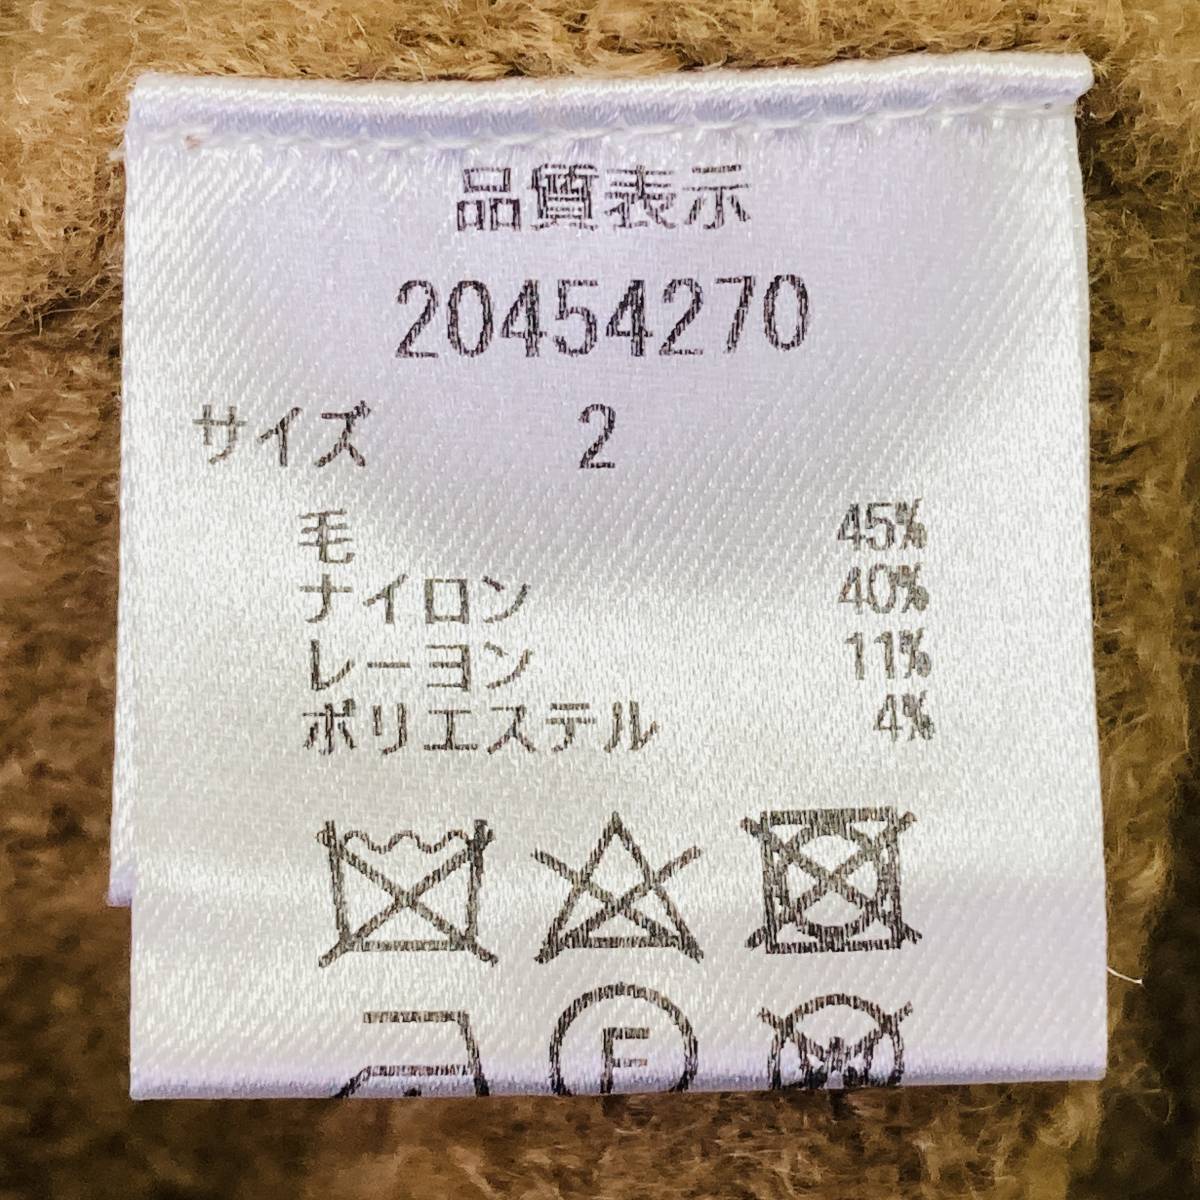 品質表示
20454270
サイズ 2
毛 45%
ナイロン 40%
レーヨン 11%
ポリエステル 4%
F W